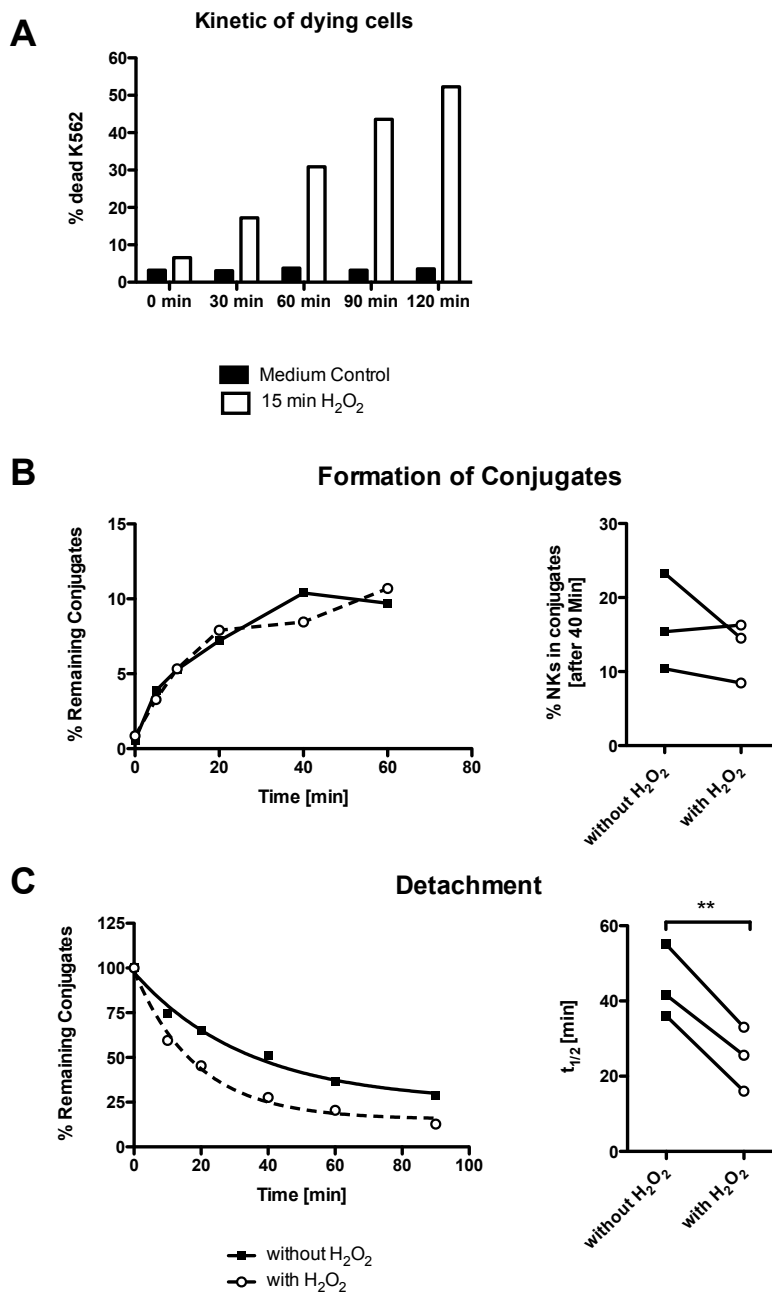 A
Kinetic of dying cells
% dead K562
60
50
40
30
20
10
0
0 min 30 min 60 min 90 min 120 min
Medium Control
15 min H₂O₂
B
Formation of Conjugates
% Remaining Conjugates
15
10
5
0
0 20 40 60 80
Time [min]
% NKs in conjugates
[after 40 Min]
30
20
10
0
without H₂O₂
with H₂O₂
C
Detachment
% Remaining Conjugates
125
100
75
50
25
0
0 20 40 60 80 100
Time [min]
**
t₁/₂ [min]
60
40
20
0
without H₂O₂
with H₂O₂
without H₂O₂
with H₂O₂